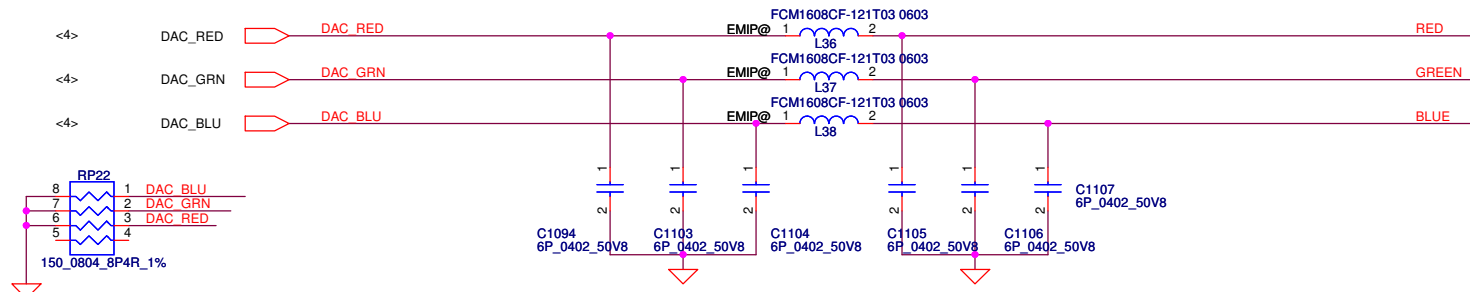 FCM1608CF-121T03 0603
<4> DAC_RED DAC_RED EMIP@ 1 2 RED
L36
FCM1608CF-121T03 0603
<4> DAC_GRN DAC_GRN EMIP@ 1 2 GREEN
L37
FCM1608CF-121T03 0603
<4> DAC_BLU DAC_BLU EMIP@ 1 2 BLUE
L38
RP22
8 1 DAC_BLU
7 2 DAC_GRN
6 3 DAC_RED
5 4
150_0804_8P4R_1%
1 1 1 1 1 1
2 2 2 2 2 2
C1107
6P_0402_50V8
C1094 C1103 C1104 C1105 C1106
6P_0402_50V8 6P_0402_50V8 6P_0402_50V8 6P_0402_50V8 6P_0402_50V8